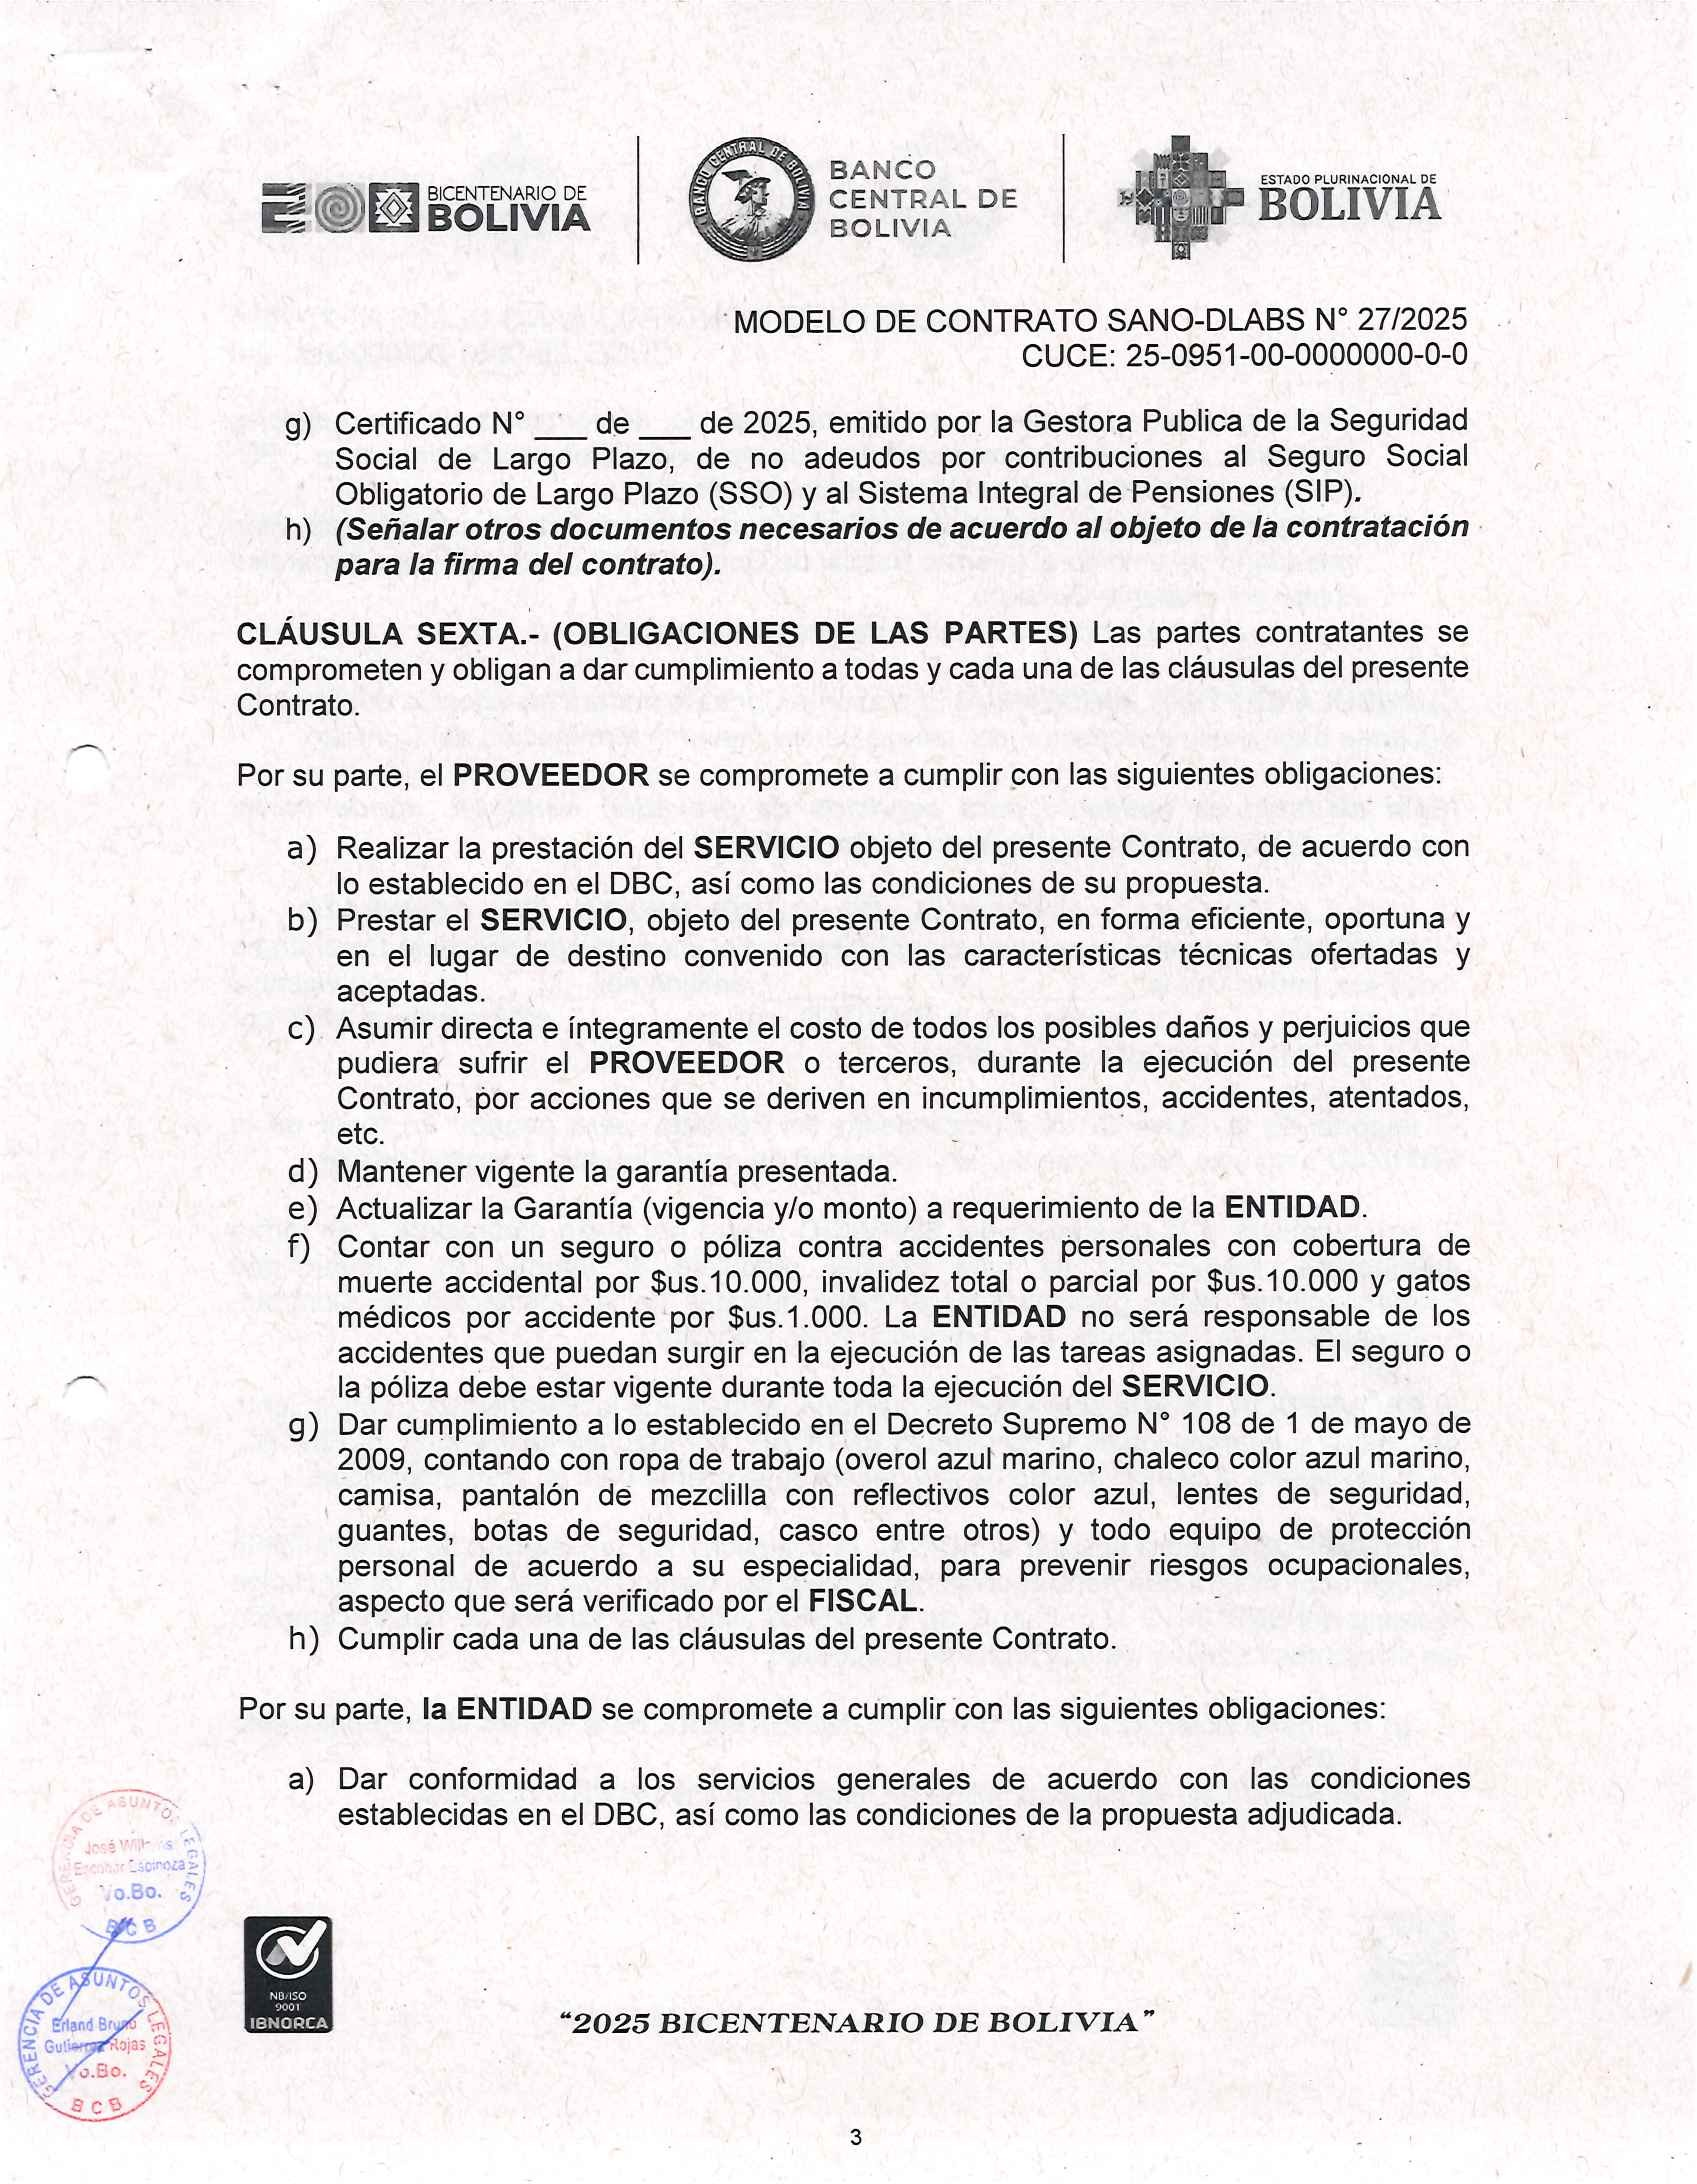 BICENTENARIO DE
BOLIVIA
BANCO CENTRAL DE BOLIVIA
BANCO
CENTRAL DE
BOLIVIA
ESTADO PLURINACIONAL DE
BOLIVIA
MODELO DE CONTRATO SANO-DLABS N° 27/2025
CUCE: 25-0951-00-0000000-0-0
g) Certificado N° ___ de ___ de 2025, emitido por la Gestora Publica de la Seguridad
Social de Largo Plazo, de no adeudos por contribuciones al Seguro Social
Obligatorio de Largo Plazo (SSO) y al Sistema Integral de Pensiones (SIP).
h) (Señalar otros documentos necesarios de acuerdo al objeto de la contratación
para la firma del contrato).
CLÁUSULA SEXTA.- (OBLIGACIONES DE LAS PARTES) Las partes contratantes se
comprometen y obligan a dar cumplimiento a todas y cada una de las cláusulas del presente
Contrato.
Por su parte, el PROVEEDOR se compromete a cumplir con las siguientes obligaciones:
a) Realizar la prestación del SERVICIO objeto del presente Contrato, de acuerdo con
lo establecido en el DBC, así como las condiciones de su propuesta.
b) Prestar el SERVICIO, objeto del presente Contrato, en forma eficiente, oportuna y
en el lugar de destino convenido con las características técnicas ofertadas y
aceptadas.
c) Asumir directa e íntegramente el costo de todos los posibles daños y perjuicios que
pudiera sufrir el PROVEEDOR o terceros, durante la ejecución del presente
Contrato, por acciones que se deriven en incumplimientos, accidentes, atentados,
etc.
d) Mantener vigente la garantía presentada.
e) Actualizar la Garantía (vigencia y/o monto) a requerimiento de la ENTIDAD.
f) Contar con un seguro o póliza contra accidentes personales con cobertura de
muerte accidental por $us.10.000, invalidez total o parcial por $us.10.000 y gatos
médicos por accidente por $us.1.000. La ENTIDAD no será responsable de los
accidentes que puedan surgir en la ejecución de las tareas asignadas. El seguro o
la póliza debe estar vigente durante toda la ejecución del SERVICIO.
g) Dar cumplimiento a lo establecido en el Decreto Supremo N° 108 de 1 de mayo de
2009, contando con ropa de trabajo (overol azul marino, chaleco color azul marino,
camisa, pantalón de mezclilla con reflectivos color azul, lentes de seguridad,
guantes, botas de seguridad, casco entre otros) y todo equipo de protección
personal de acuerdo a su especialidad, para prevenir riesgos ocupacionales,
aspecto que será verificado por el FISCAL.
h) Cumplir cada una de las cláusulas del presente Contrato.
Por su parte, la ENTIDAD se compromete a cumplir con las siguientes obligaciones:
a) Dar conformidad a los servicios generales de acuerdo con las condiciones
establecidas en el DBC, así como las condiciones de la propuesta adjudicada.
GERENCIA DE ASUNTOS LEGALES
José
Escobar Espinoza
Vo.Bo.
BCB
GERENCIA DE ASUNTOS LEGALES
Erland Bruno
Gutierrez Rojas
Vo.Bo.
BCB
NB/ISO
9001
IBNORCA
“2025 BICENTENARIO DE BOLIVIA”
3